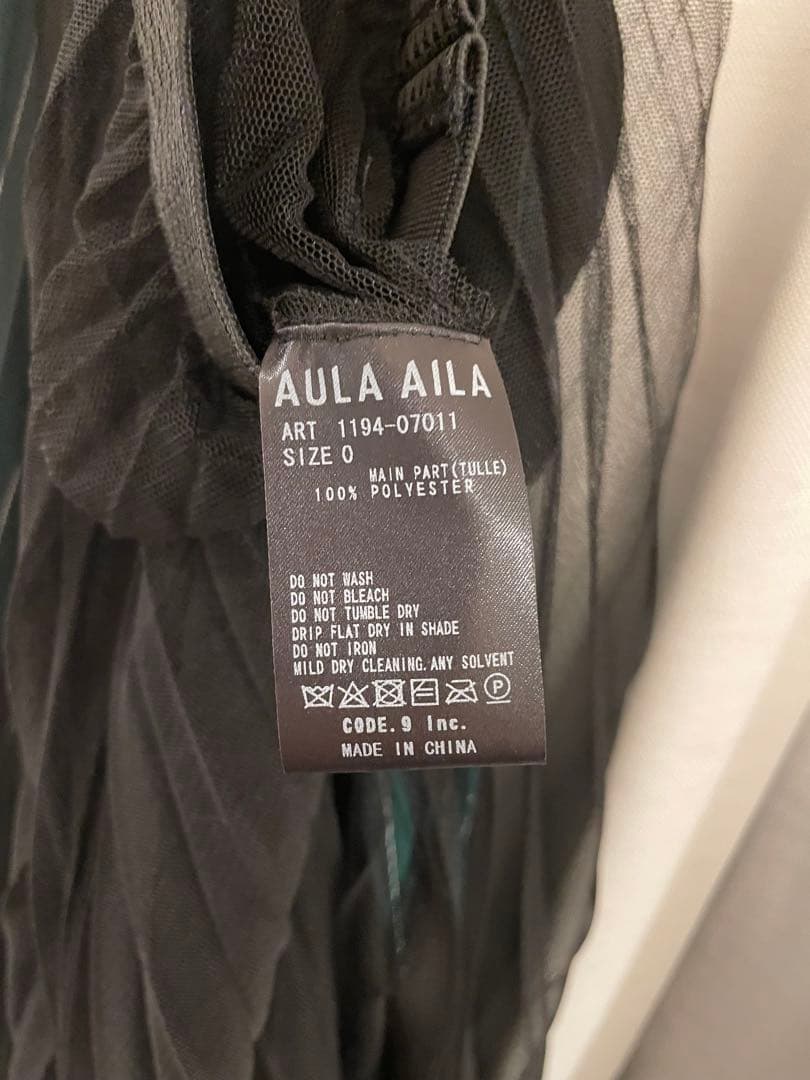 AULA AILA
ART 1194-07011
SIZE 0
MAIN PART(TULLE)
100% POLYESTER
DO NOT WASH
DO NOT BLEACH
DO NOT TUMBLE DRY
DRIP FLAT DRY IN SHADE
DO NOT IRON
MILD DRY CLEANING.ANY SOLVENT
P
CODE.9 Inc.
MADE IN CHINA